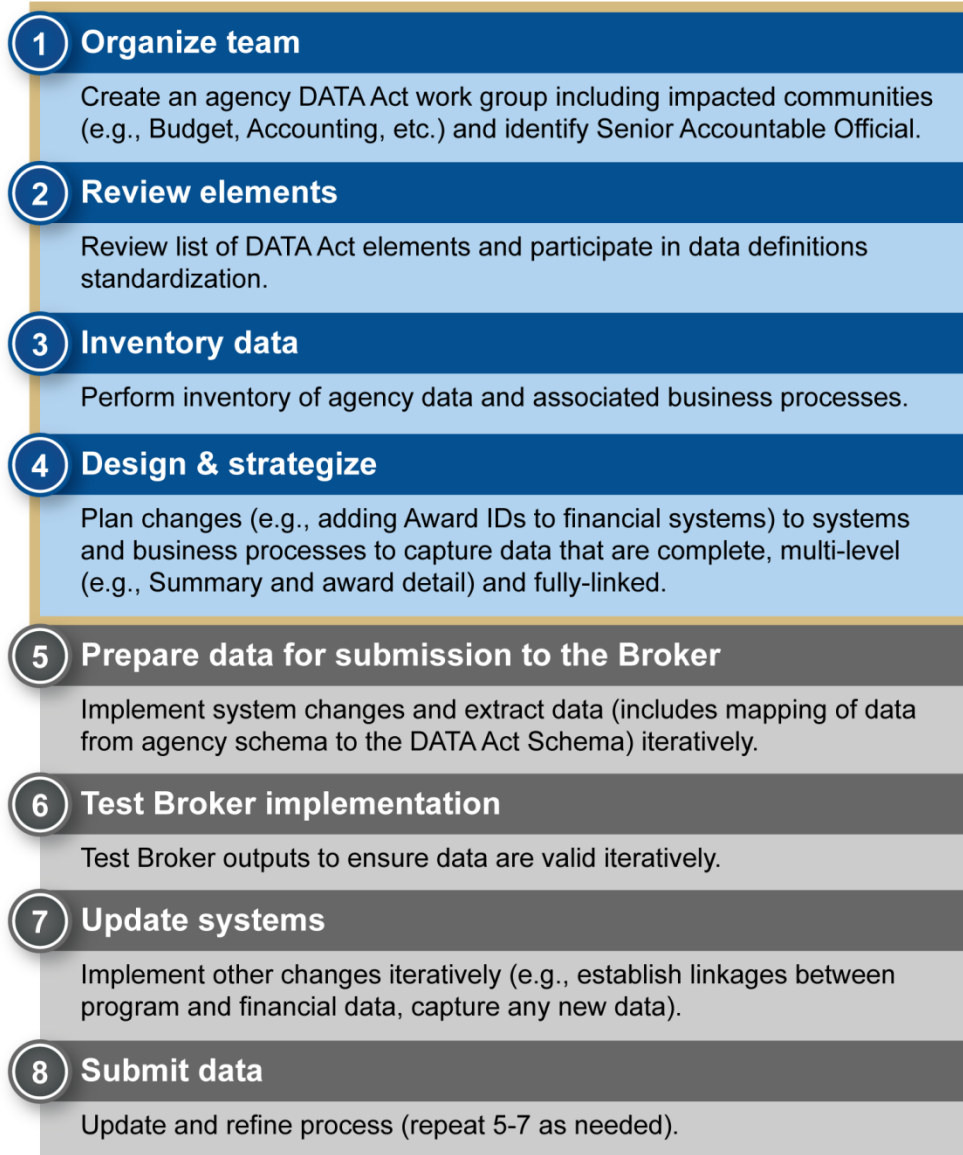 1 Organize team
Create an agency DATA Act work group including impacted communities
(e.g., Budget, Accounting, etc.) and identify Senior Accountable Official.
2 Review elements
Review list of DATA Act elements and participate in data definitions
standardization.
3 Inventory data
Perform inventory of agency data and associated business processes.
4 Design & strategize
Plan changes (e.g., adding Award IDs to financial systems) to systems
and business processes to capture data that are complete, multi-level
(e.g., Summary and award detail) and fully-linked.
5 Prepare data for submission to the Broker
Implement system changes and extract data (includes mapping of data
from agency schema to the DATA Act Schema) iteratively.
6 Test Broker implementation
Test Broker outputs to ensure data are valid iteratively.
7 Update systems
Implement other changes iteratively (e.g., establish linkages between
program and financial data, capture any new data).
8 Submit data
Update and refine process (repeat 5-7 as needed).